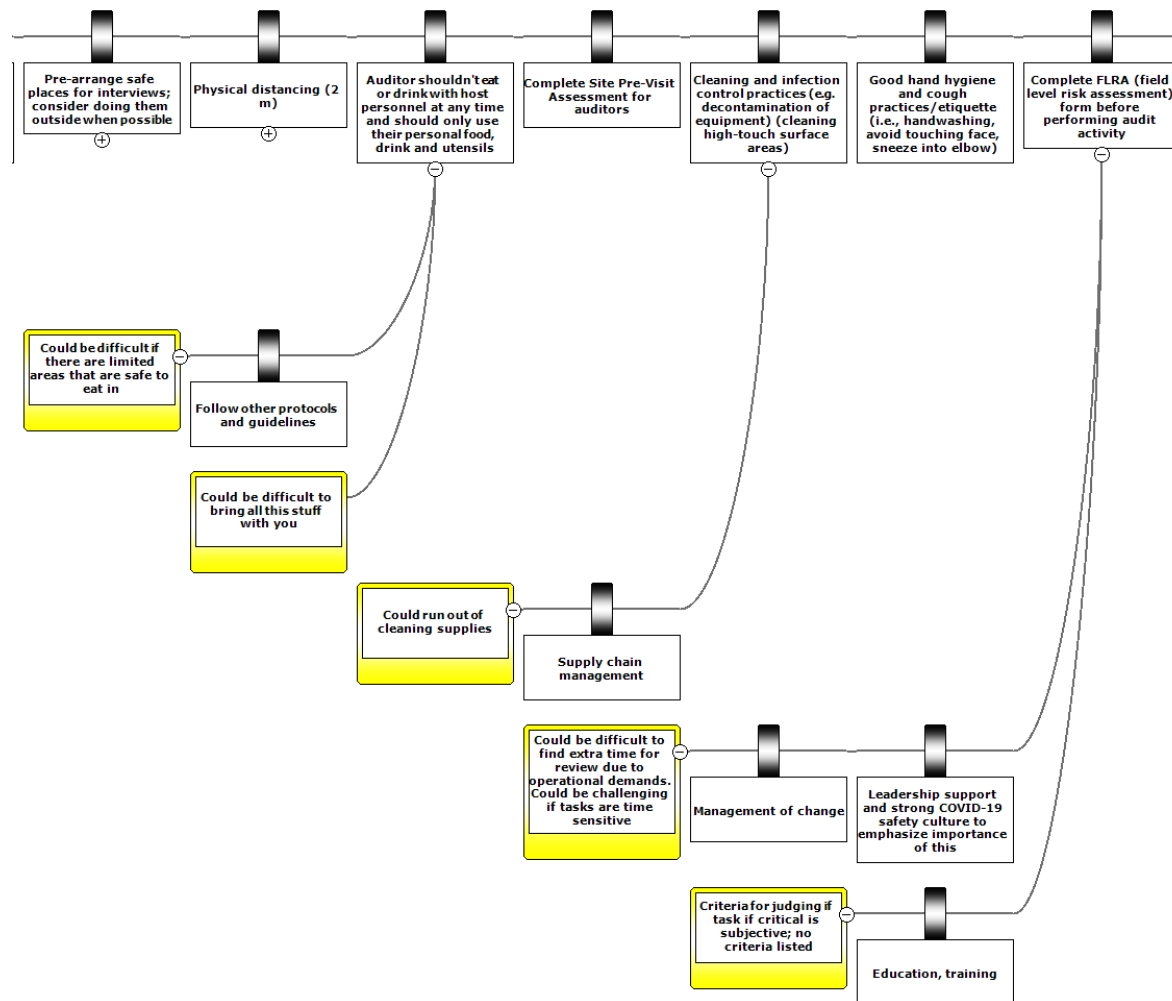 Pre-arrange safe
places for interviews;
consider doing them
outside when possible
Physical distancing (2
m)
Auditor shouldn't eat
or drink with host
personnel at any time
and should only use
their personal food,
drink and utensils
Complete Site Pre-Visit
Assessment for
auditors
Cleaning and infection
control practices (e.g.
decontamination of
equipment) (cleaning
high-touch surface
areas)
Good hand hygiene
and cough
practices/etiquette
(i.e., handwashing,
avoid touching face,
sneeze into elbow)
Complete FLRA (field
level risk assessment)
form before
performing audit
activity
Could be difficult if
there are limited
areas that are safe to
eat in
Follow other protocols
and guidelines
Could be difficult to
bring all this stuff
with you
Could run out of
cleaning supplies
Supply chain
management
Could be difficult to
find extra time for
review due to
operational demands.
Could be challenging
if tasks are time
sensitive
Management of change
Leadership support
and strong COVID-19
safety culture to
emphasize importance
of this
Criteria for judging if
task if critical is
subjective; no
criteria listed
Education, training